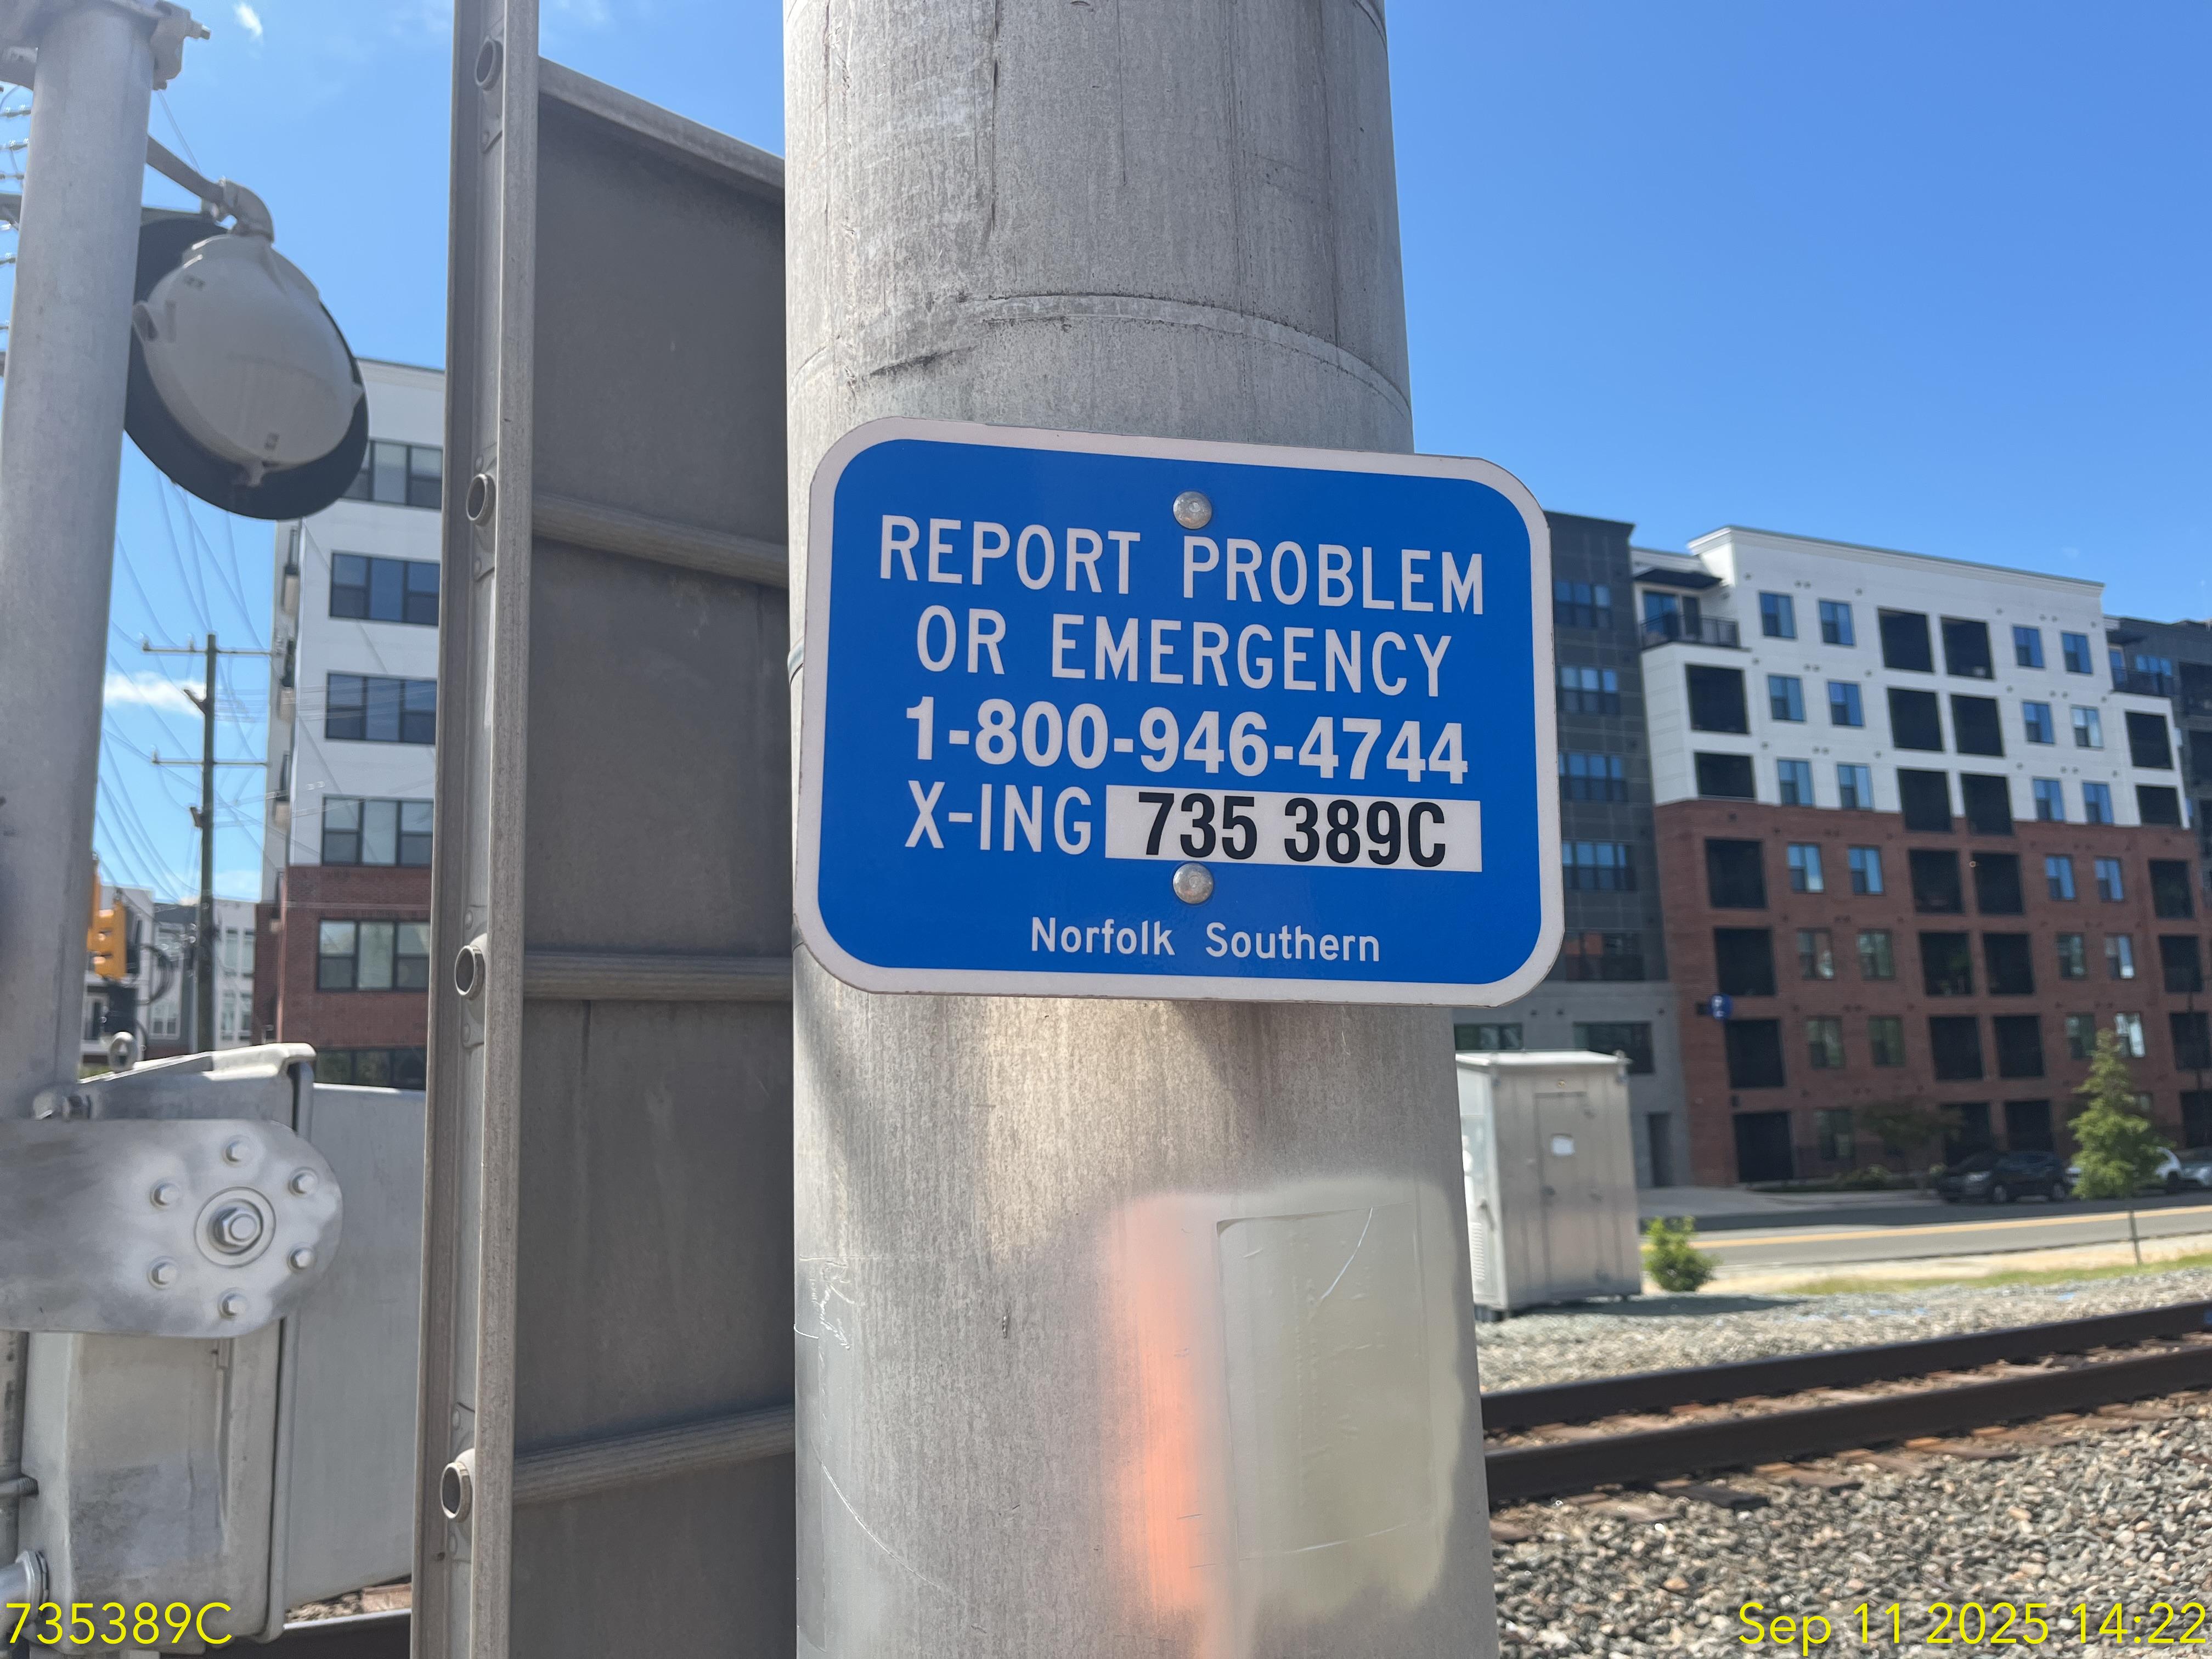 REPORT PROBLEM
OR EMERGENCY
1-800-946-4744
X-ING 735 389C
Norfolk Southern
735389C
Sep 11 2025 14:22